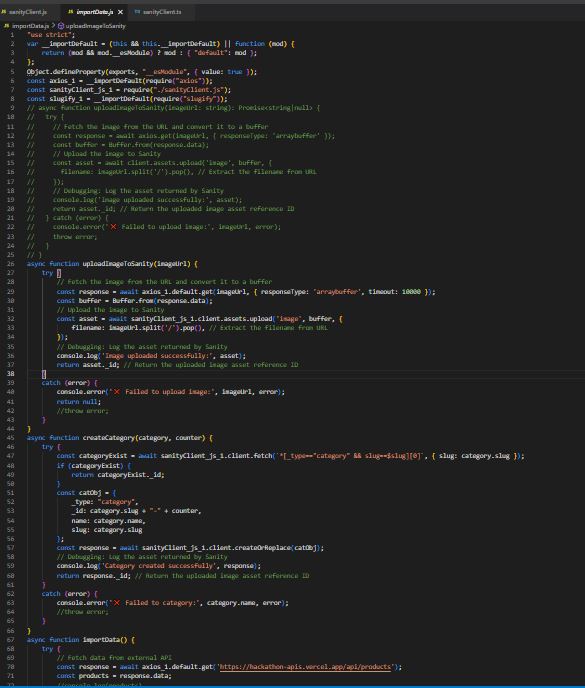 sanityClient.js importData.js X TS sanityClient.ts
JS importData.js > uploadImageToSanity
1 "use strict";
2 var __importDefault = (this && this.__importDefault) || function (mod) {
3 return (mod && mod.__esModule) ? mod : { "default": mod };
4 };
5 Object.defineProperty(exports, "__esModule", { value: true });
6 const axios_1 = __importDefault(require("axios"));
7 const sanityClient_js_1 = require("./sanityClient.js");
8 const slugify_1 = __importDefault(require("slugify"));
9 // async function uploadImageToSanity(imageUrl: string): Promise<string|null> {
10 // try {
11 // // Fetch the image from the URL and convert it to a buffer
12 // const response = await axios.get(imageUrl, { responseType: 'arraybuffer' });
13 // const buffer = Buffer.from(response.data);
14 // // Upload the image to Sanity
15 // const asset = await client.assets.upload('image', buffer, {
16 // filename: imageUrl.split('/').pop(), // Extract the filename from URL
17 // });
18 // // Debugging: Log the asset returned by Sanity
19 // console.log('Image uploaded successfully:', asset);
20 // return asset._id; // Return the uploaded image asset reference ID
21 // } catch (error) {
22 // console.error('❌ Failed to upload image:', imageUrl, error);
23 // throw error;
24 // }
25 // }
26 async function uploadImageToSanity(imageUrl) {
27 try {
28 // Fetch the image from the URL and convert it to a buffer
29 const response = await axios_1.default.get(imageUrl, { responseType: 'arraybuffer', timeout: 10000 });
30 const buffer = Buffer.from(response.data);
31 // Upload the image to Sanity
32 const asset = await sanityClient_js_1.client.assets.upload('image', buffer, {
33 filename: imageUrl.split('/').pop(), // Extract the filename from URL
34 });
35 // Debugging: Log the asset returned by Sanity
36 console.log('Image uploaded successfully:', asset);
37 return asset._id; // Return the uploaded image asset reference ID
38 }
39 catch (error) {
40 console.error('❌ Failed to upload image:', imageUrl, error);
41 return null;
42 //throw error;
43 }
44 }
45 async function createCategory(category, counter) {
46 try {
47 const categoryExist = await sanityClient_js_1.client.fetch('*[_type=="category" && slug==$slug][0]', { slug: category.slug });
48 if (categoryExist) {
49 return categoryExist._id;
50 }
51 const catObj = {
52 _type: "category",
53 _id: category.slug + "-" + counter,
54 name: category.name,
55 slug: category.slug
56 };
57 const response = await sanityClient_js_1.client.createOrReplace(catObj);
58 // Debugging: Log the asset returned by Sanity
59 console.log('Category created successfully', response);
60 return response._id; // Return the uploaded image asset reference ID
61 }
62 catch (error) {
63 console.error('❌ Failed to category:', category.name, error);
64 //throw error;
65 }
66 }
67 async function importData() {
68 try {
69 // Fetch data from external API
70 const response = await axios_1.default.get('https://hackathon-apis.vercel.app/api/products');
71 const products = response.data;
72 //console.log(products)